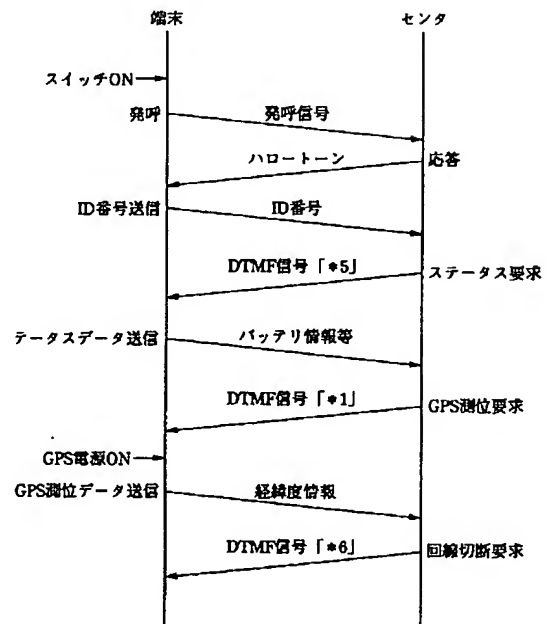 端末
センタ
スイッチON
発呼
発呼信号
ハロートーン
応答
ID番号送信
ID番号
DTMF信号「*5」
ステータス要求
テータスデータ送信
バッテリ情報等
DTMF信号「*1」
GPS測位要求
GPS電源ON
GPS測位データ送信
経緯度情報
DTMF信号「*6」
回線切断要求